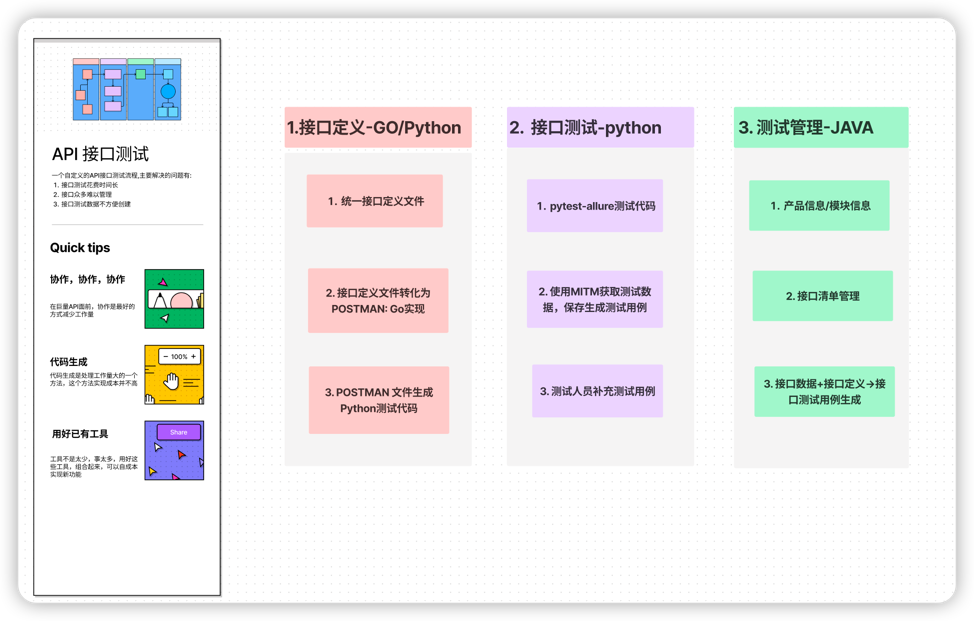 API 接口测试
一个自定义的API接口测试流程,主要解决的问题有:
1. 接口测试花费时间长
2. 接口众多难以管理
3. 接口测试数据不方便创建
Quick tips
协作，协作，协作
在巨量API面前，协作是最好的
方式减少工作量
代码生成
代码生成是处理工作量大的一个
方法，这个方法实现成本并不高
− 100% +
用好已有工具
工具不是太少，事太多，用好这
些工具，组合起来，可以自成本
实现新功能
Share
1.接口定义-GO/Python
1. 统一接口定义文件
2. 接口定义文件转化为
POSTMAN: Go实现
3. POSTMAN 文件生成
Python测试代码
2. 接口测试-python
1. pytest-allure测试代码
2. 使用MITM获取测试数
据，保存生成测试用例
3. 测试人员补充测试用例
3. 测试管理-JAVA
1. 产品信息/模块信息
2. 接口清单管理
3. 接口数据+接口定义→接
口测试用例生成